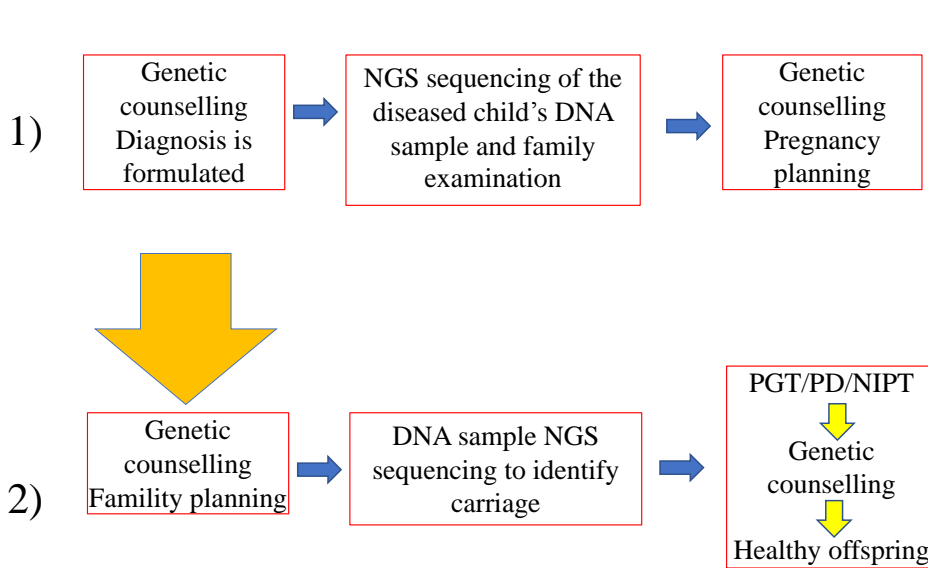 1)
Genetic
counselling
Diagnosis is
formulated
NGS sequencing of the
diseased child's DNA
sample and family
examination
Genetic
counselling
Pregnancy
planning
2)
Genetic
counselling
Famility planning
DNA sample NGS
sequencing to identify
carriage
PGT/PD/NIPT
Genetic
counselling
Healthy offspring